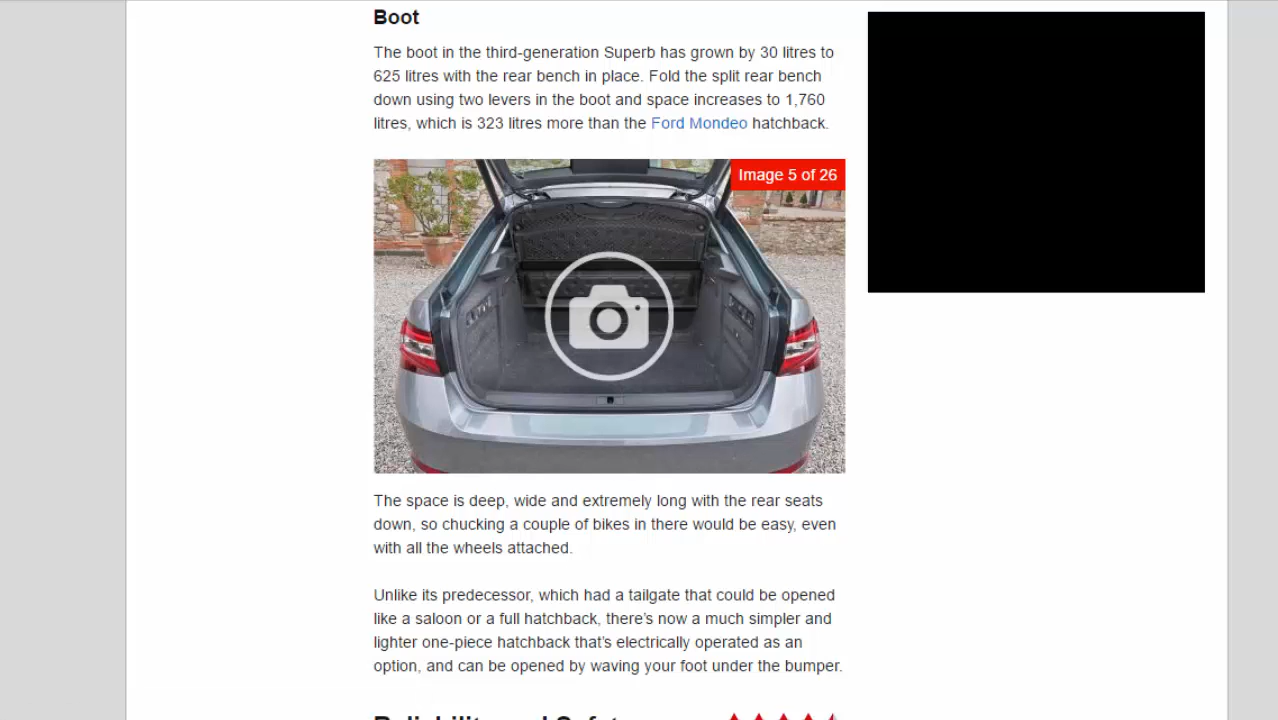 Boot
The boot in the third-generation Superb has grown by 30 litres to
625 litres with the rear bench in place. Fold the split rear bench
down using two levers in the boot and space increases to 1,760
litres, which is 323 litres more than the Ford Mondeo hatchback.
Image 5 of 26
The space is deep, wide and extremely long with the rear seats
down, so chucking a couple of bikes in there would be easy, even
with all the wheels attached.
Unlike its predecessor, which had a tailgate that could be opened
like a saloon or a full hatchback, there’s now a much simpler and
lighter one-piece hatchback that’s electrically operated as an
option, and can be opened by waving your foot under the bumper.